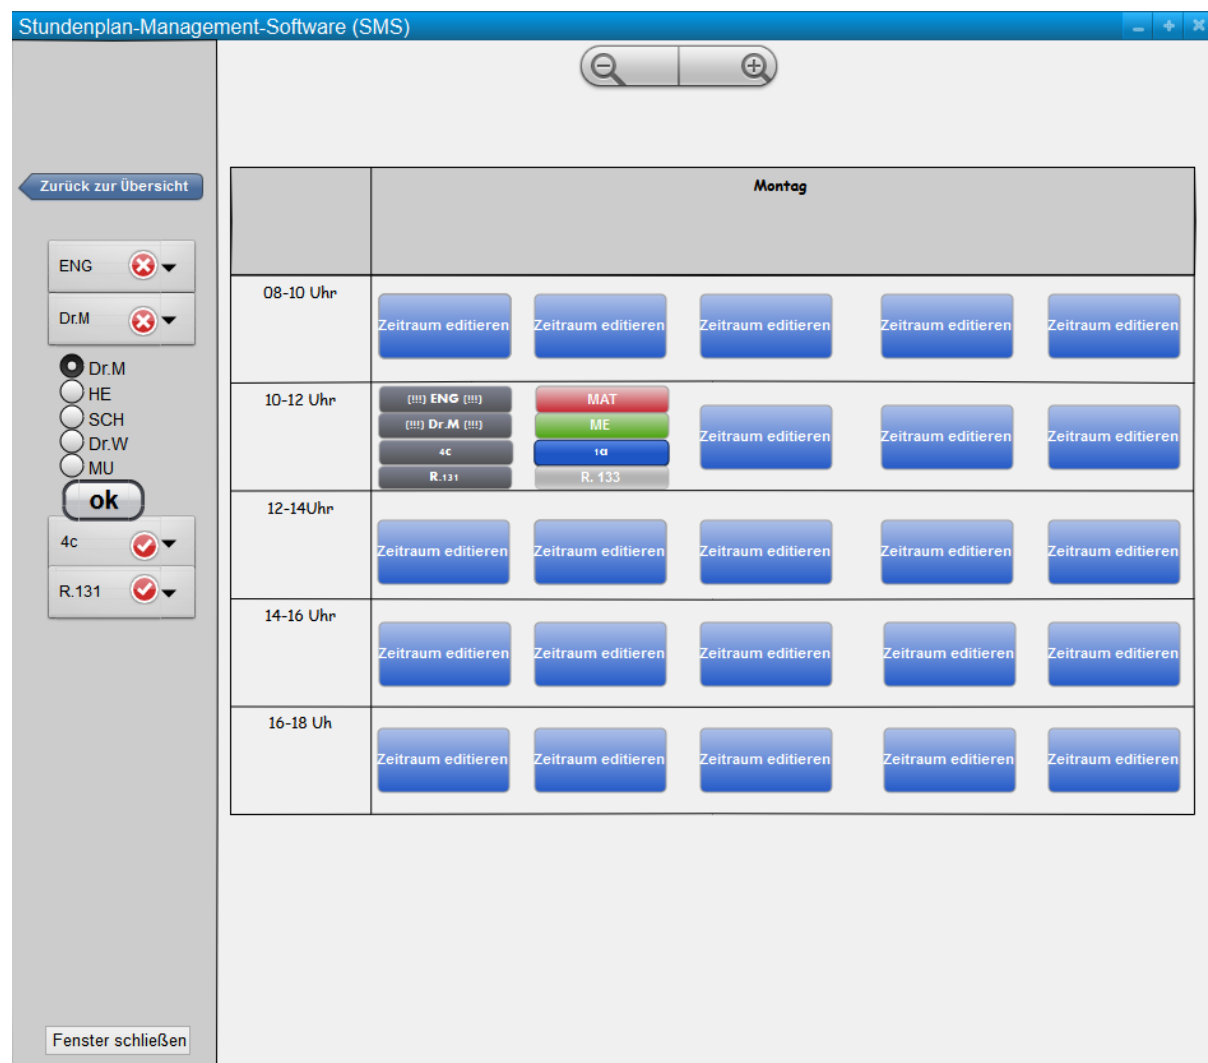 Stundenplan-Management-Software (SMS)
Zurück zur Übersicht
ENG
Dr.M
Dr.M
HE
SCH
Dr.W
MU
ok
4c
R.131
Fenster schließen
Montag
08-10 Uhr
Zeitraum editieren Zeitraum editieren Zeitraum editieren Zeitraum editieren Zeitraum editieren
10-12 Uhr
(!!!) ENG (!!!) MAT
(!!!) Dr.M (!!!) ME
Zeitraum editieren Zeitraum editieren Zeitraum editieren
4c 1a
R.131 R. 133
12-14Uhr
Zeitraum editieren Zeitraum editieren Zeitraum editieren Zeitraum editieren Zeitraum editieren
14-16 Uhr
Zeitraum editieren Zeitraum editieren Zeitraum editieren Zeitraum editieren Zeitraum editieren
16-18 Uh
Zeitraum editieren Zeitraum editieren Zeitraum editieren Zeitraum editieren Zeitraum editieren